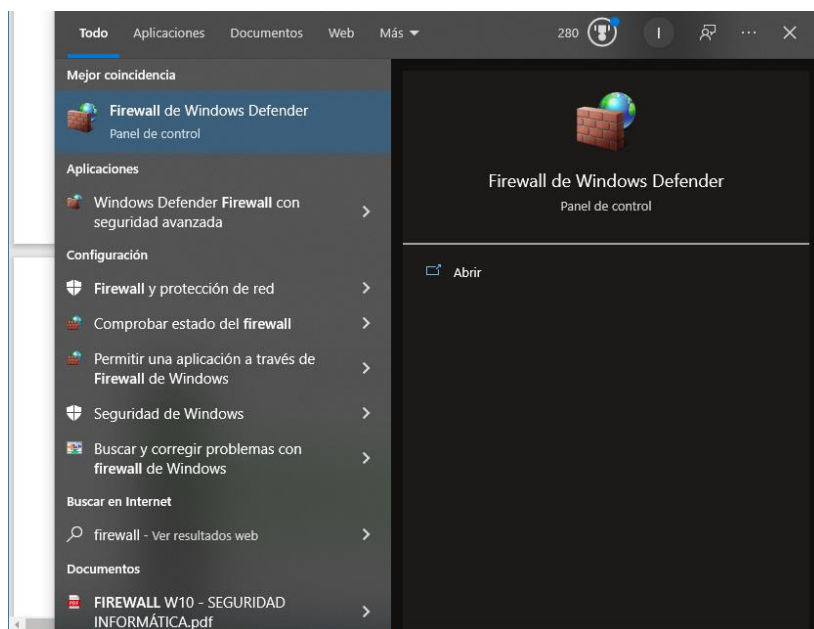 Todo Aplicaciones Documentos Web Más 280 I ...
Mejor coincidencia
Firewall de Windows Defender
Panel de control
Aplicaciones
Windows Defender Firewall con
seguridad avanzada
Configuración
Firewall y protección de red
Comprobar estado del firewall
Permitir una aplicación a través de
Firewall de Windows
Seguridad de Windows
Buscar y corregir problemas con
firewall de Windows
Buscar en Internet
firewall - Ver resultados web
Documentos
FIREWALL W10 - SEGURIDAD
INFORMÁTICA.pdf
Firewall de Windows Defender
Panel de control
Abrir